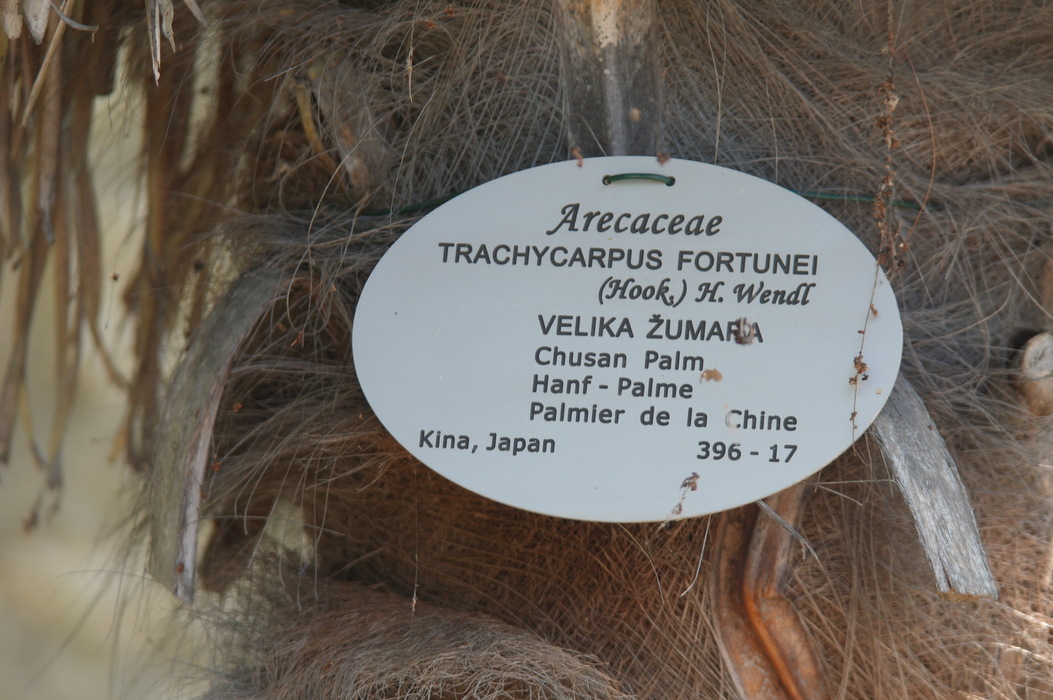 Arecaceae
TRACHYCARPUS FORTUNEI
(Hook.) H. Wendl
VELIKA ŽUMARA
Chusan Palm
Hanf - Palme
Palmier de la Chine
Kina, Japan 396 - 17